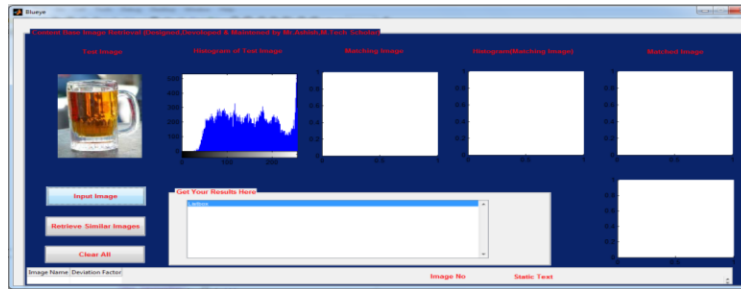 Blueye
Content Base Image Retrieval (Designed,Developed & Maintained by Mr.Ashish,M.Tech Scholar)
Test Image
Histogram of Test Image
Matching Image
Histogram(Matching Image)
Matched Image
Input Image
Retrieve Similar Images
Clear All
Get Your Results Here
Listbox
Image Name
Deviation Factor
Image No
Static Text